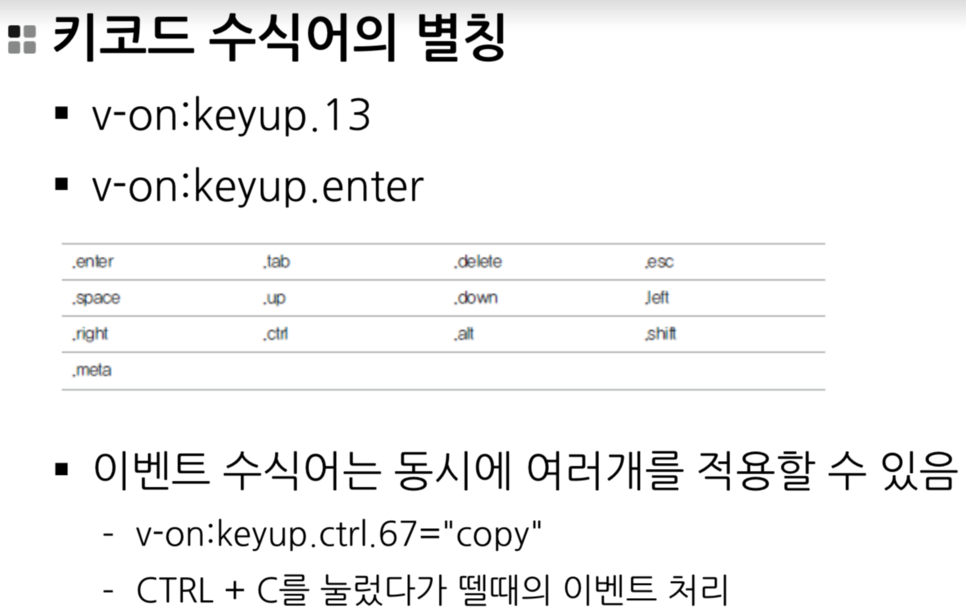 키코드 수식어의 별칭
v-on:keyup.13
v-on:keyup.enter
.enter .tab .delete .esc
.space .up .down .left
.right .ctrl .alt .shift
.meta
이벤트 수식어는 동시에 여러개를 적용할 수 있음
- v-on:keyup.ctrl.67="copy"
- CTRL + C를 눌렀다가 뗄때의 이벤트 처리